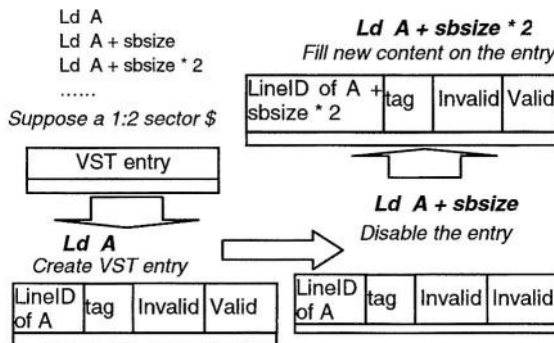 Ld A
Ld A + sbsize
Ld A + sbsize * 2
......
Suppose a 1:2 sector $
VST entry
Ld A
Create VST entry
LineID of A
tag
Invalid
Valid
Ld A + sbsize * 2
Fill new content on the entry
LineID of A +
sbsize * 2
tag
Invalid
Valid
Ld A + sbsize
Disable the entry
LineID
of A
tag
Invalid
Invalid